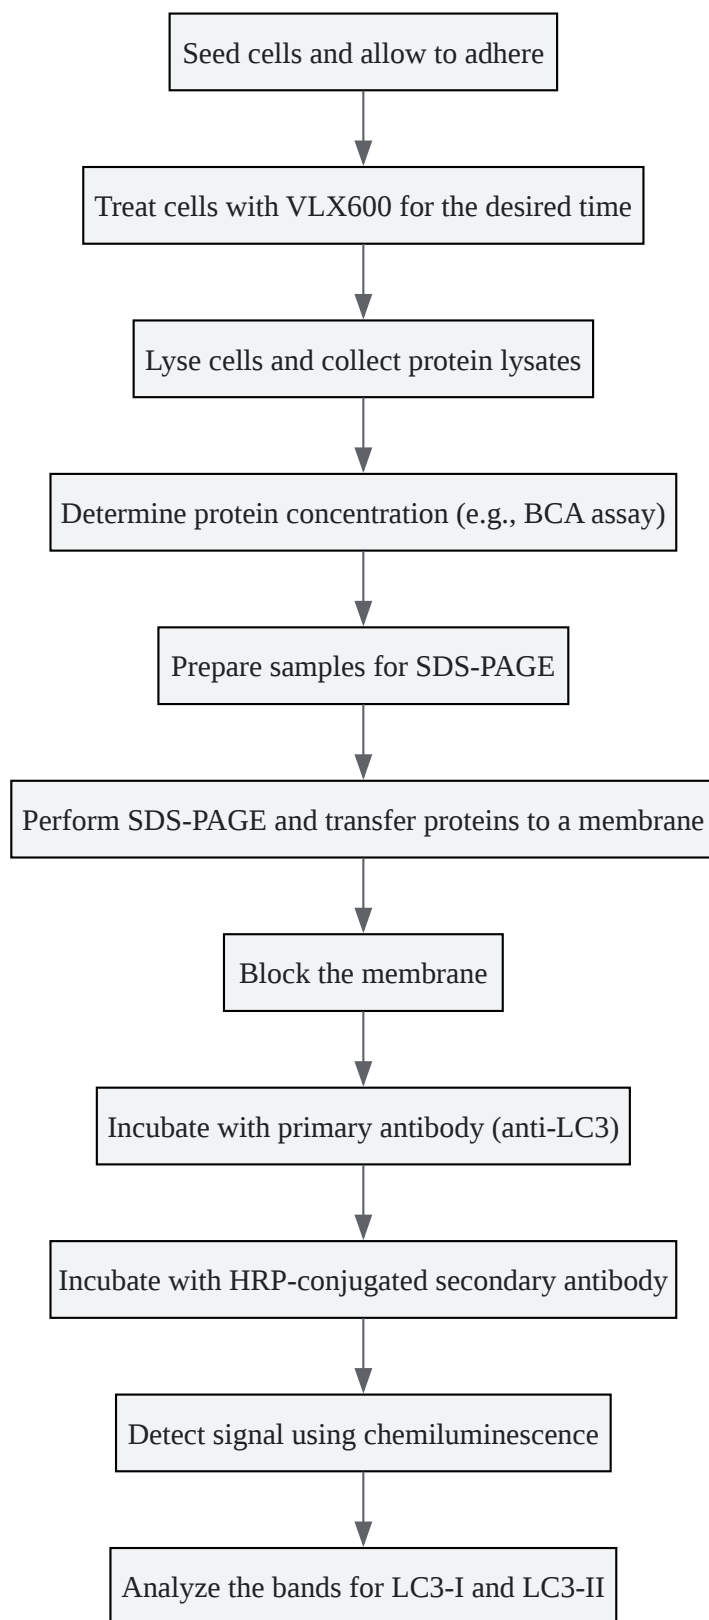 Seed cells and allow to adhere
Treat cells with VLX600 for the desired time
Lyse cells and collect protein lysates
Determine protein concentration (e.g., BCA assay)
Prepare samples for SDS-PAGE
Perform SDS-PAGE and transfer proteins to a membrane
Block the membrane
Incubate with primary antibody (anti-LC3)
Incubate with HRP-conjugated secondary antibody
Detect signal using chemiluminescence
Analyze the bands for LC3-I and LC3-II